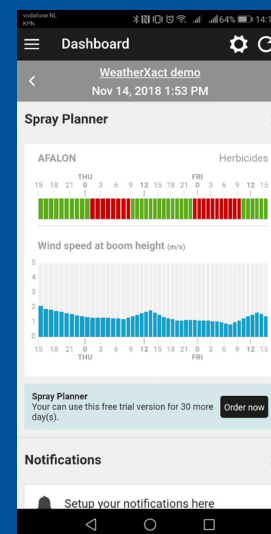 vodafone NL
KPN
64% 14:1
Dashboard
WeatherXact demo
Nov 14, 2018 1:53 PM
Spray Planner
AFALON Herbicides
THU FRI
15 18 21 0 3 6 9 12 15 18 21 0 3 6 9 12 15
Wind speed at boom height (m/s)
5
4
3
2
1
0
15 18 21 0 3 6 9 12 15 18 21 0 3 6 9 12 15
THU FRI
Spray Planner
Your can use this free trial version for 30 more
day(s).
Order now
Notifications
Setup your notifications here